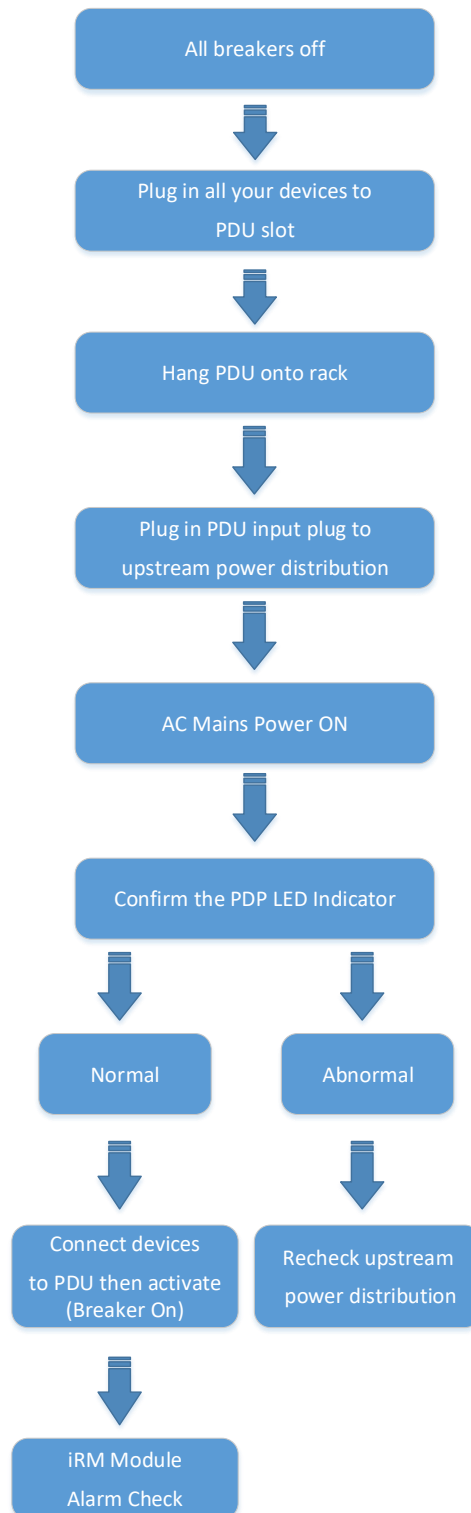 All breakers off
Plug in all your devices to
PDU slot
Hang PDU onto rack
Plug in PDU input plug to
upstream power distribution
AC Mains Power ON
Confirm the PDP LED Indicator
Normal
Abnormal
Connect devices
to PDU then activate
(Breaker On)
Recheck upstream
power distribution
iRM Module
Alarm Check